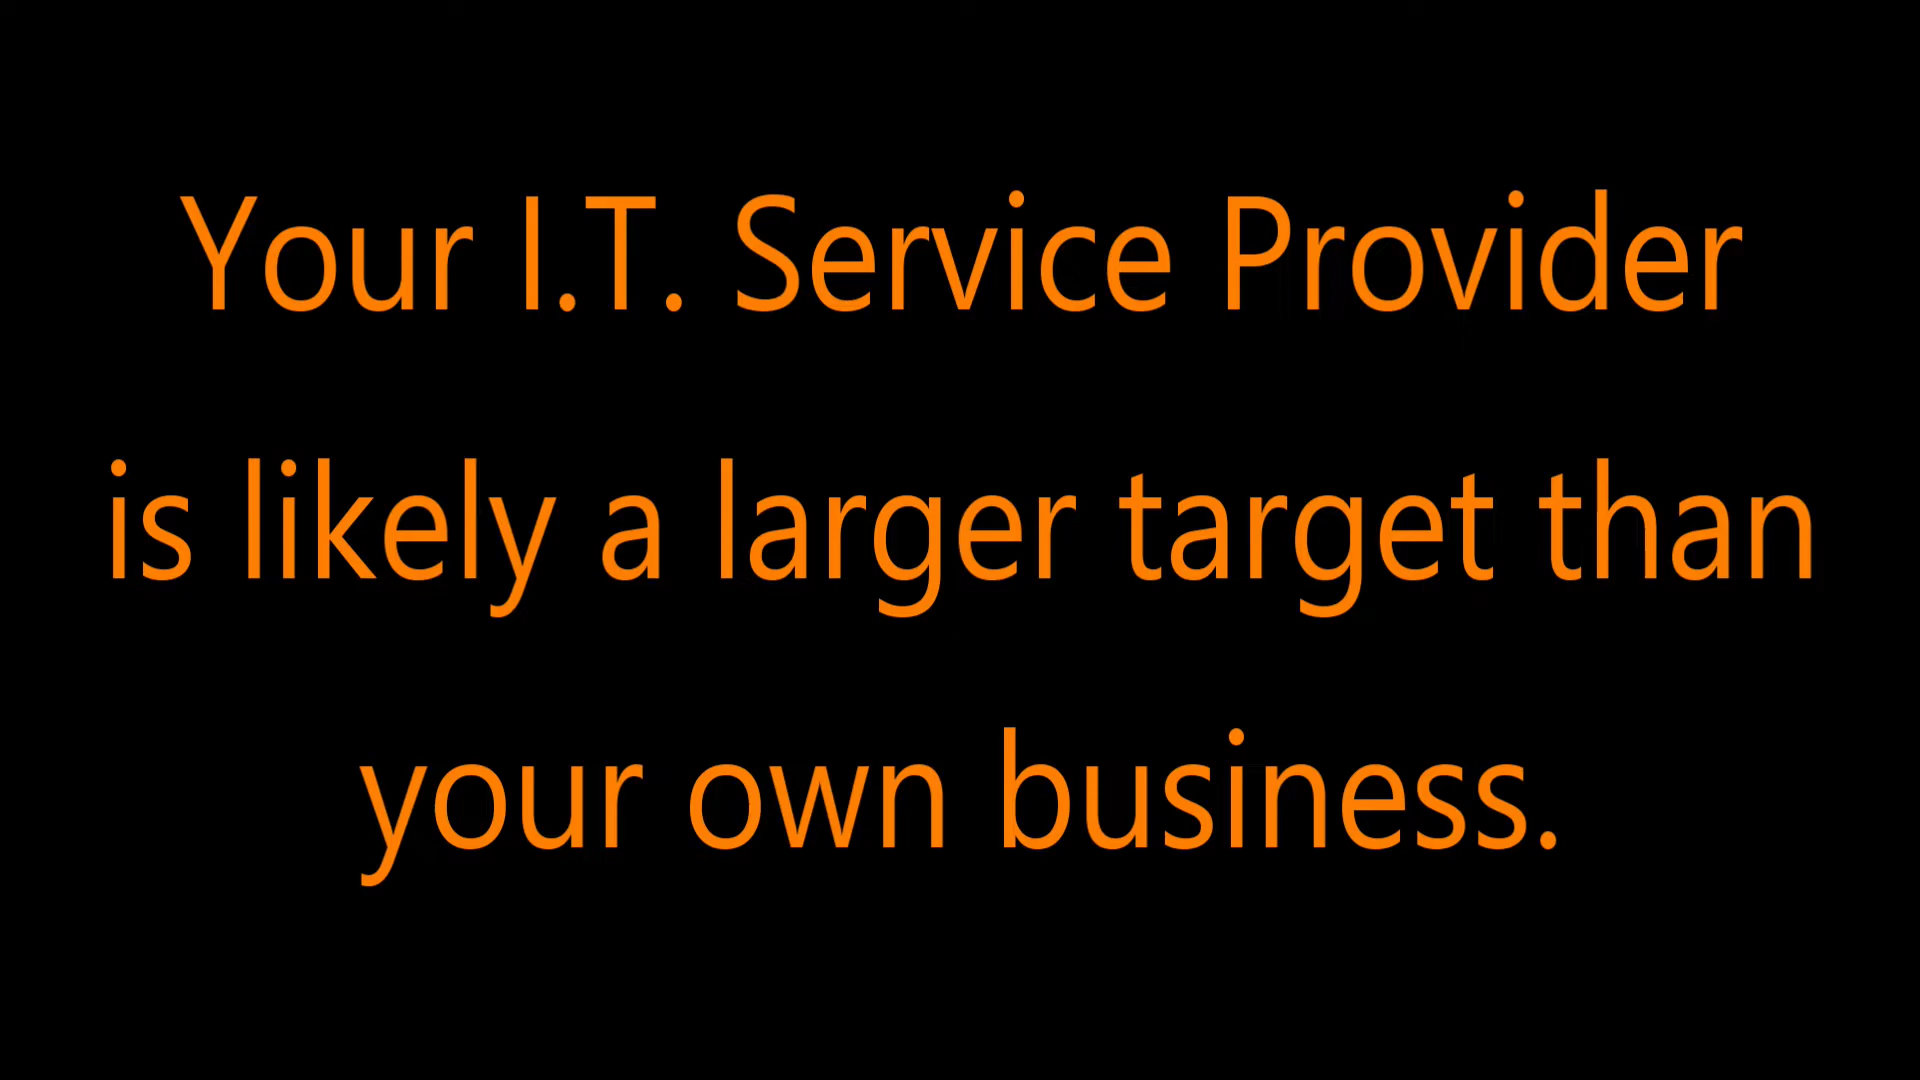 Your I.T. Service Provider
is likely a larger target than
your own business.